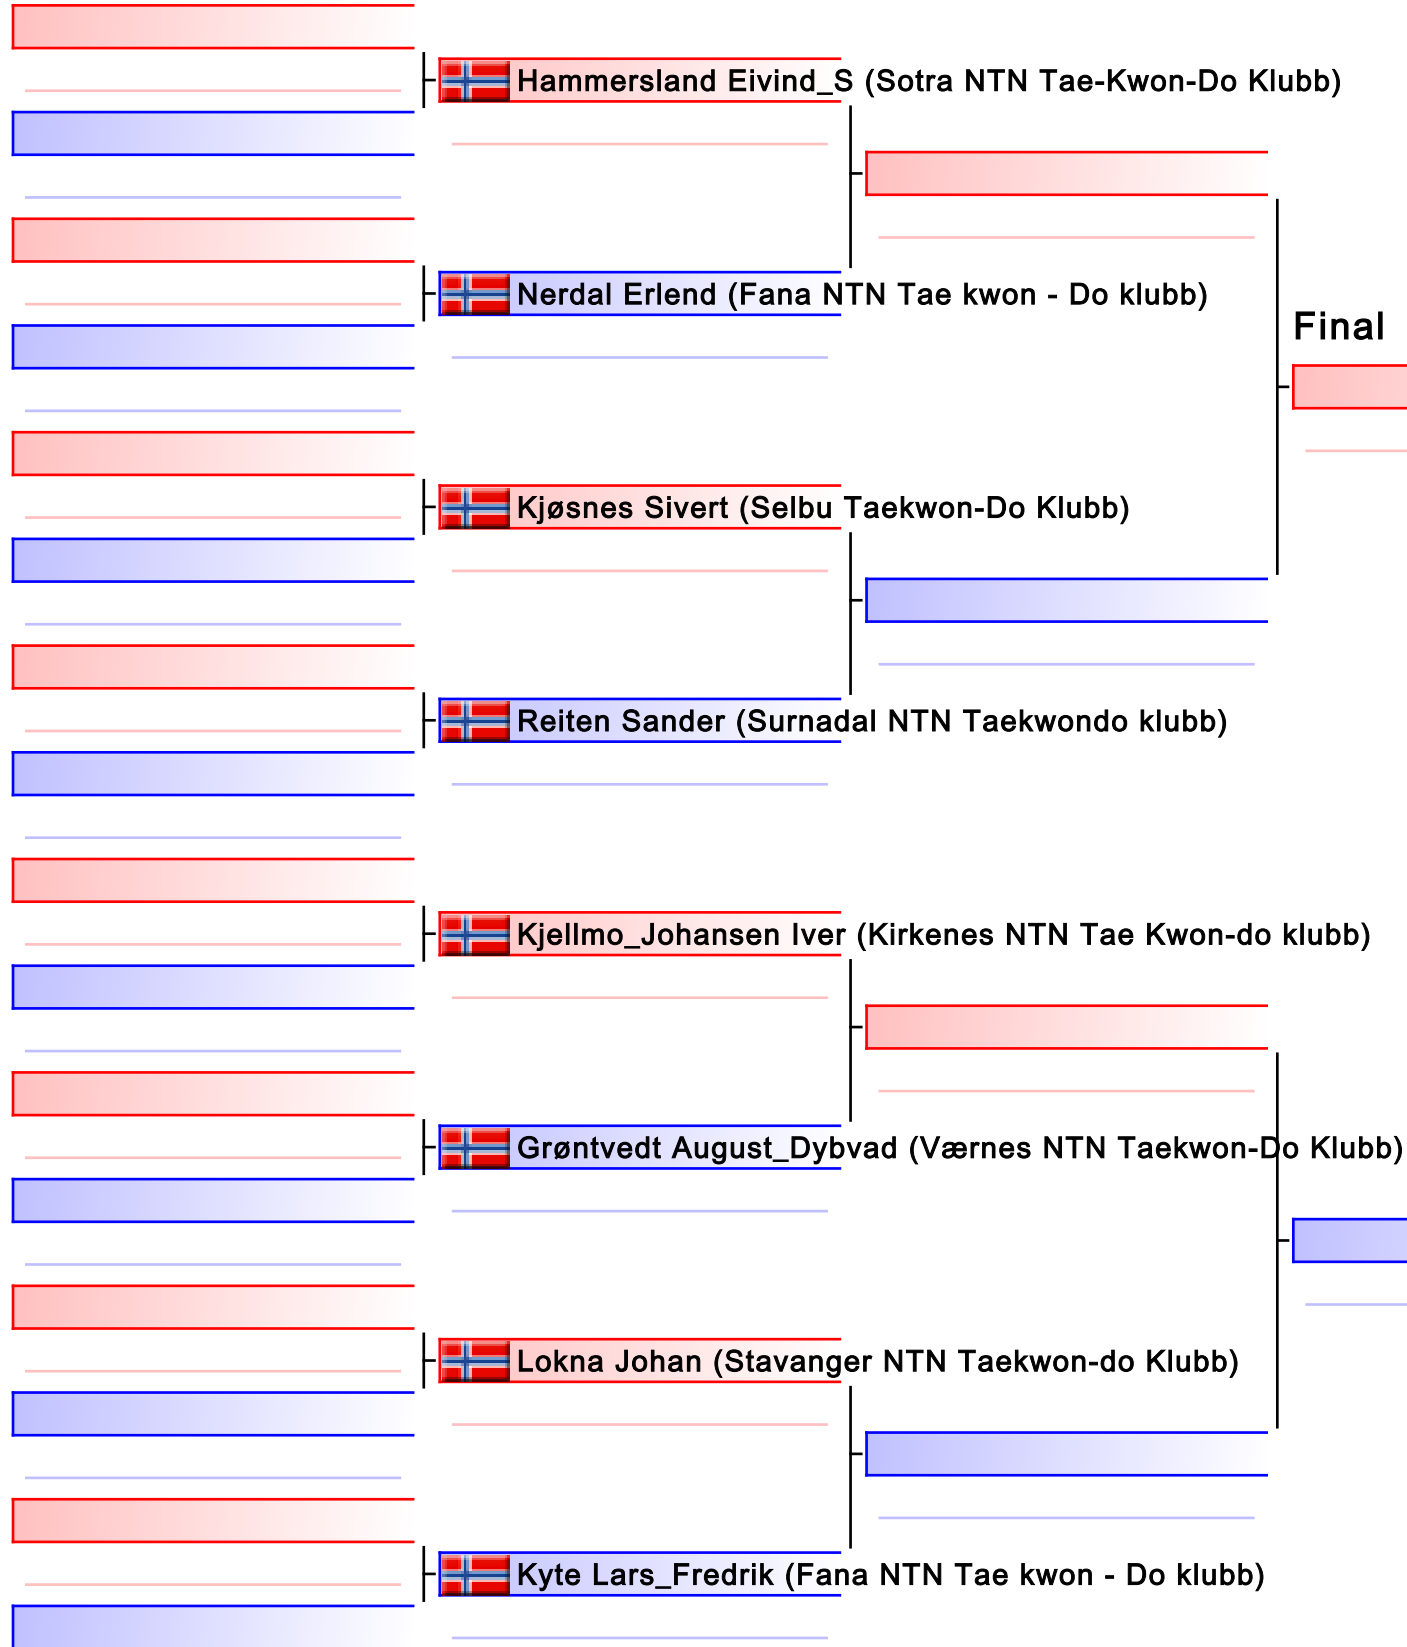 Hammersland Eivind_S (Sotra NTN Tae-Kwon-Do Klubb)
Nerdal Erlend (Fana NTN Tae kwon - Do klubb)
Final
Kjøsnes Sivert (Selbu Taekwon-Do Klubb)
Reiten Sander (Surnadal NTN Taekwondo klubb)
Kjellmo_Johansen Iver (Kirkenes NTN Tae Kwon-do klubb)
Grøntvedt August_Dybvad (Værnes NTN Taekwon-Do Klubb)
Lokna Johan (Stavanger NTN Taekwon-do Klubb)
Kyte Lars_Fredrik (Fana NTN Tae kwon - Do klubb)